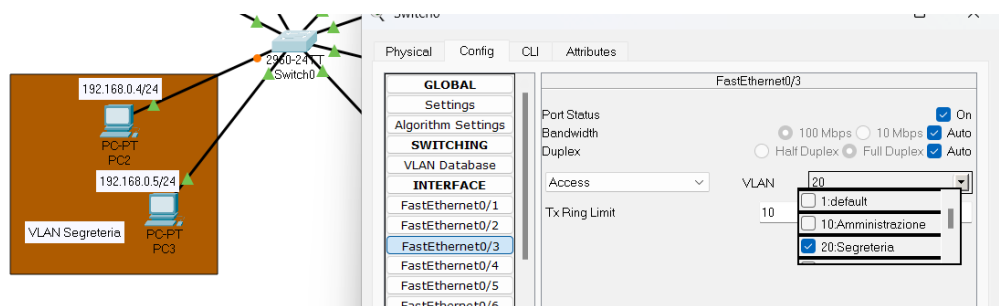 192.168.0.4/24
PC-PT
PC2
192.168.0.5/24
VLAN Segreteria
PC-PT
PC3
2960-24TT
Switch0
Switch0
Physical
Config
CLI
Attributes
GLOBAL
Settings
Algorithm Settings
SWITCHING
VLAN Database
INTERFACE
FastEthernet0/1
FastEthernet0/2
FastEthernet0/3
FastEthernet0/4
FastEthernet0/5
FastEthernet0/6
FastEthernet0/3
Port Status
On
Bandwidth
100 Mbps
10 Mbps
Auto
Duplex
Half Duplex
Full Duplex
Auto
Access
VLAN
20
1:default
10:Amministrazione
20:Segreteria
Tx Ring Limit
10